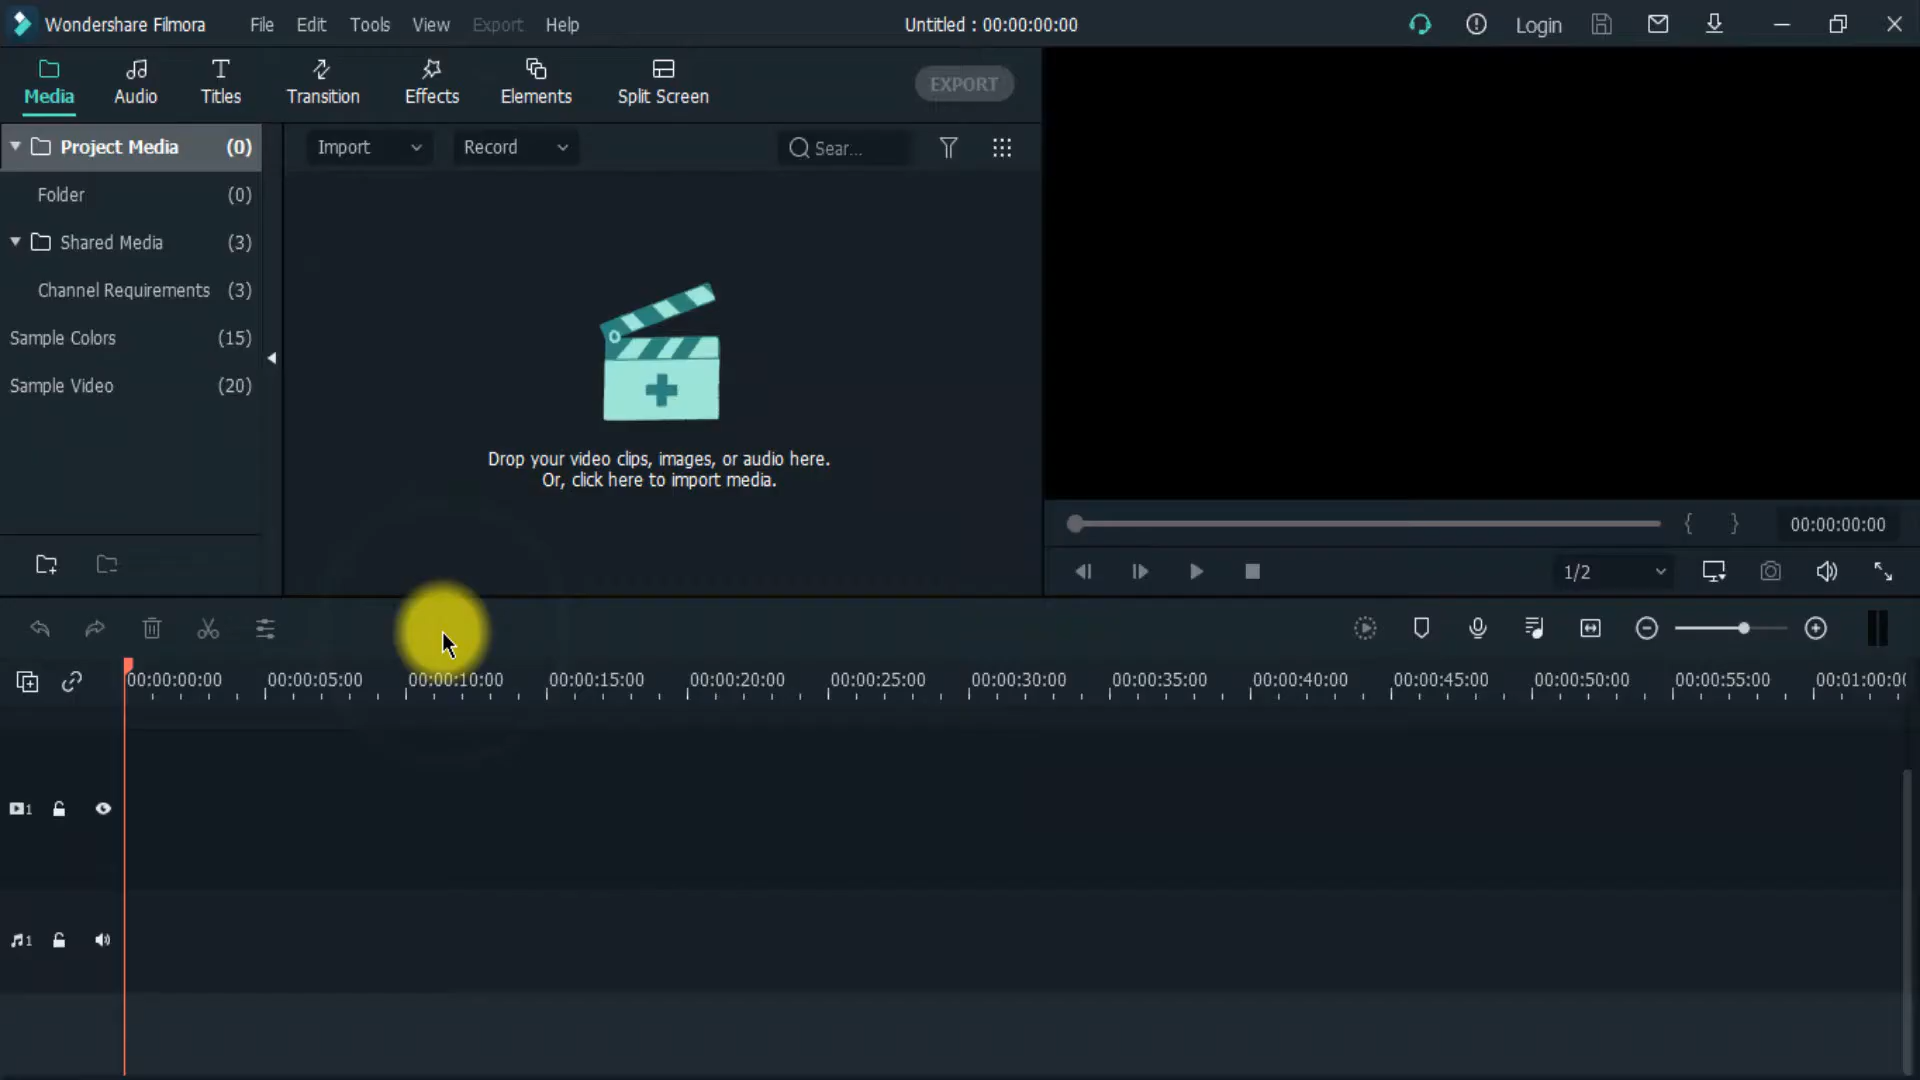 Wondershare Filmora File Edit Tools View Export Help Untitled : 00:00:00:00 Login
Media Audio Titles Transition Effects Elements Split Screen EXPORT
Project Media (0)
Import Record Sear...
Folder (0)
Shared Media (3)
Channel Requirements (3)
Sample Colors (15)
Sample Video (20)
Drop your video clips, images, or audio here.
Or, click here to import media.
00:00:00:00
1/2
00:00:00:00 00:00:05:00 00:00:10:00 00:00:15:00 00:00:20:00 00:00:25:00 00:00:30:00 00:00:35:00 00:00:40:00 00:00:45:00 00:00:50:00 00:00:55:00 00:01:00:0
1
1